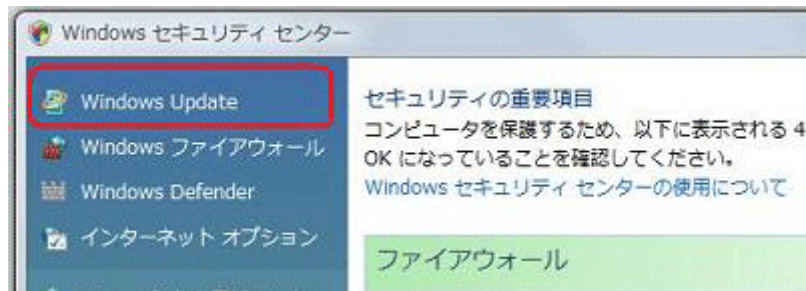 Windows セキュリティ センター
Windows Update
Windows ファイアウォール
Windows Defender
インターネット オプション
セキュリティの重要項目
コンピュータを保護するため、以下に表示される 4
OK になっていることを確認してください。
Windows セキュリティ センターの使用について
ファイアウォール